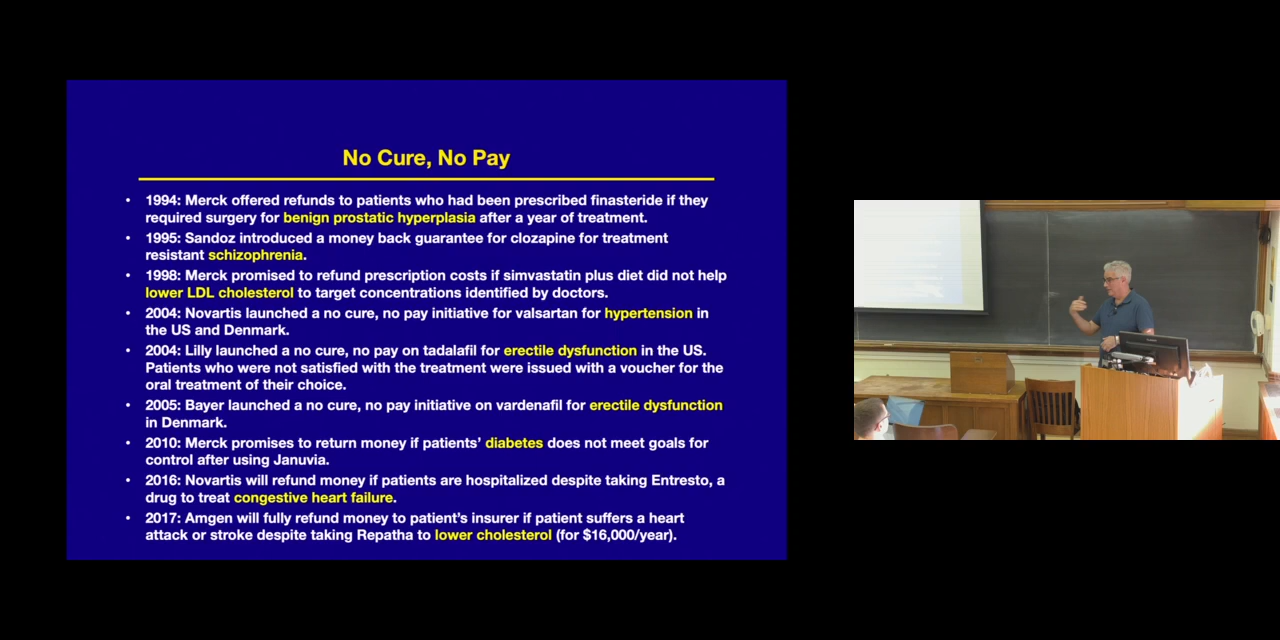 No Cure, No Pay
• 1994: Merck offered refunds to patients who had been prescribed finasteride if they
required surgery for benign prostatic hyperplasia after a year of treatment.
• 1995: Sandoz introduced a money back guarantee for clozapine for treatment
resistant schizophrenia.
• 1998: Merck promised to refund prescription costs if simvastatin plus diet did not help
lower LDL cholesterol to target concentrations identified by doctors.
• 2004: Novartis launched a no cure, no pay initiative for valsartan for hypertension in
the US and Denmark.
• 2004: Lilly launched a no cure, no pay on tadalafil for erectile dysfunction in the US.
Patients who were not satisfied with the treatment were issued with a voucher for the
oral treatment of their choice.
• 2005: Bayer launched a no cure, no pay initiative on vardenafil for erectile dysfunction
in Denmark.
• 2010: Merck promises to return money if patients’ diabetes does not meet goals for
control after using Januvia.
• 2016: Novartis will refund money if patients are hospitalized despite taking Entresto, a
drug to treat congestive heart failure.
• 2017: Amgen will fully refund money to patient’s insurer if patient suffers a heart
attack or stroke despite taking Repatha to lower cholesterol (for $16,000/year).